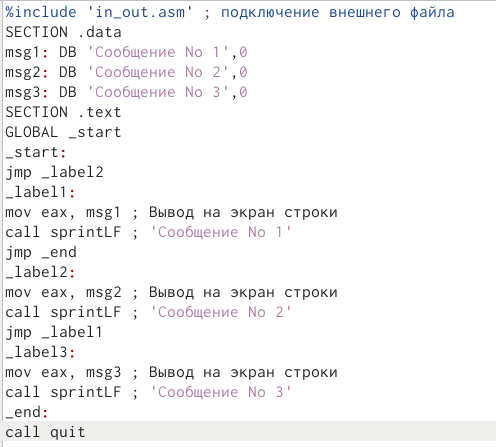 %include 'in_out.asm' ; подключение внешнего файла
SECTION .data
msg1: DB 'Сообщение No 1',0
msg2: DB 'Сообщение No 2',0
msg3: DB 'Сообщение No 3',0
SECTION .text
GLOBAL _start
_start:
jmp _label2
_label1:
mov eax, msg1 ; Вывод на экран строки
call sprintLF ; 'Сообщение No 1'
jmp _end
_label2:
mov eax, msg2 ; Вывод на экран строки
call sprintLF ; 'Сообщение No 2'
jmp _label1
_label3:
mov eax, msg3 ; Вывод на экран строки
call sprintLF ; 'Сообщение No 3'
_end:
call quit